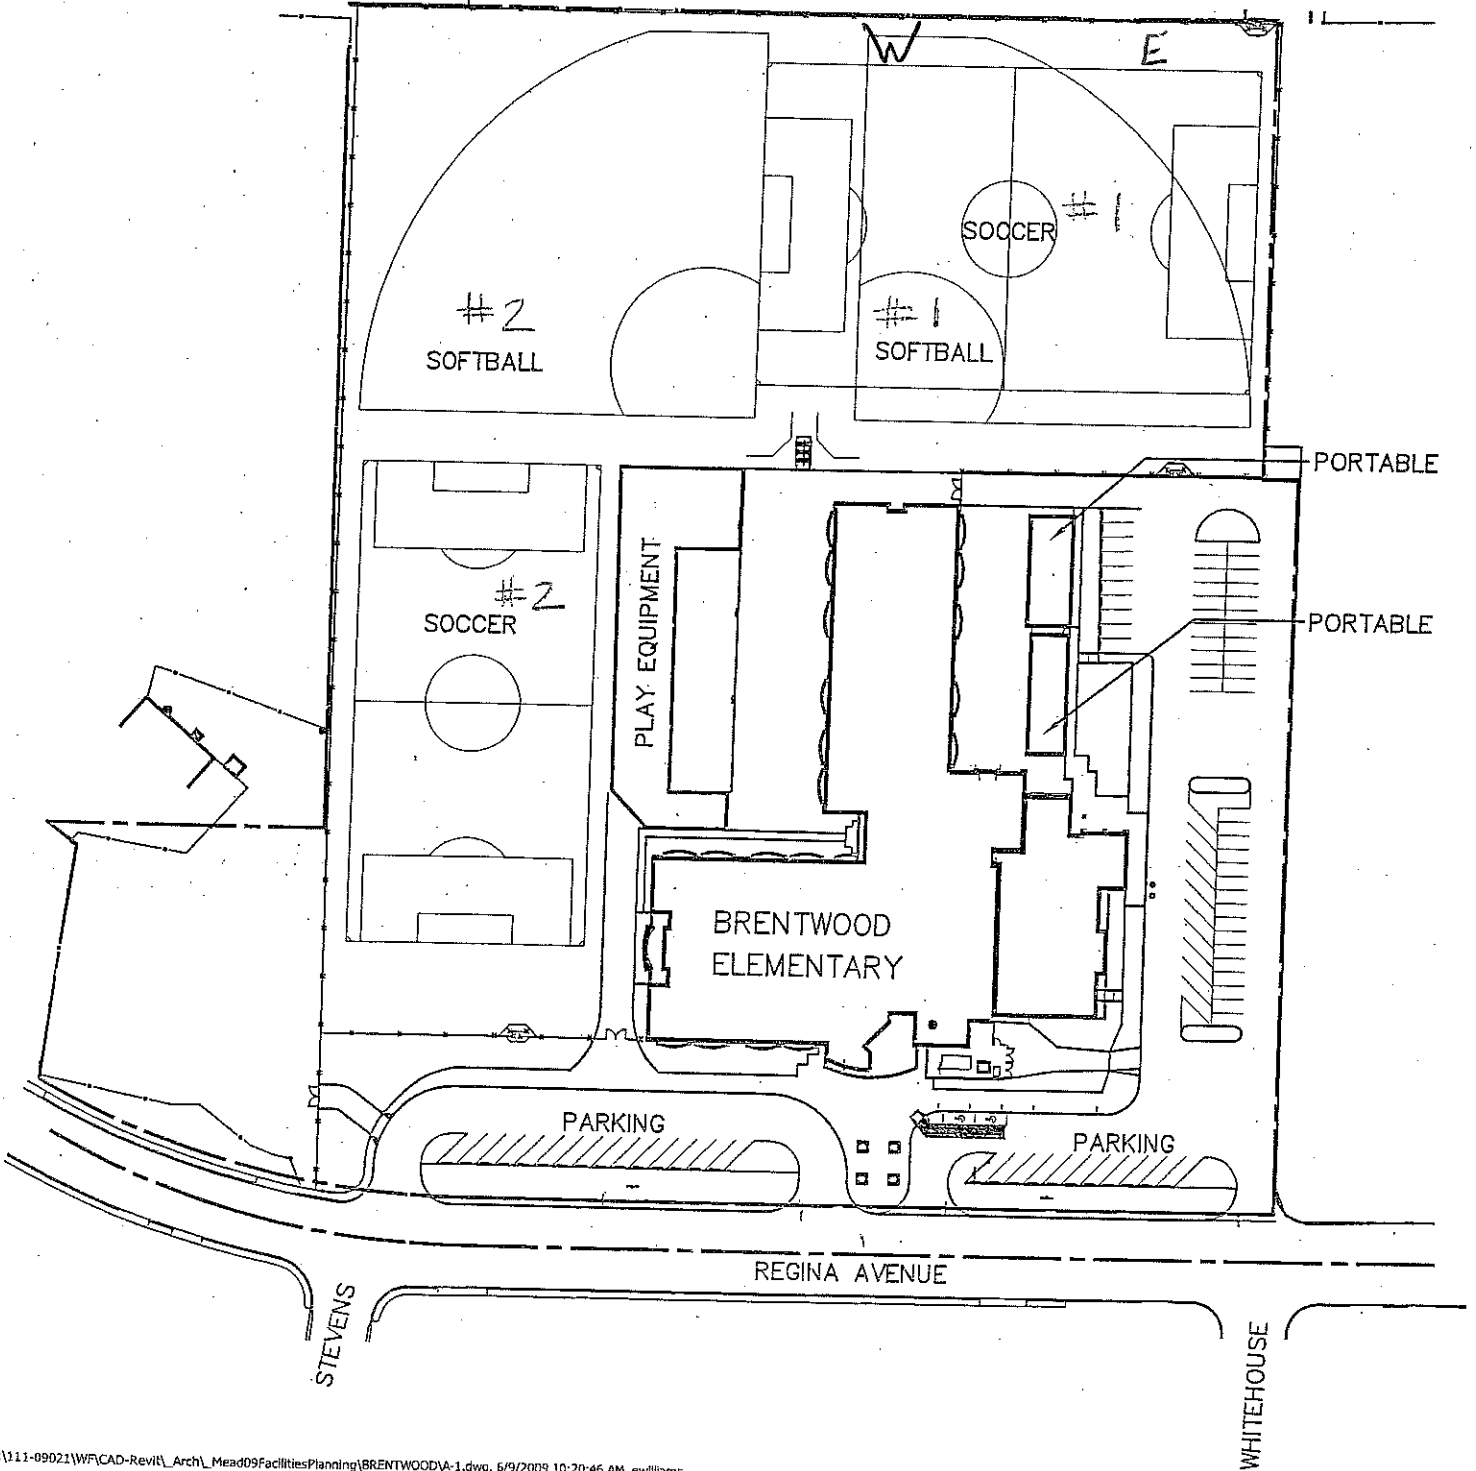 W
E
SOCCER
#1
#2
SOFTBALL
#1
SOFTBALL
PORTABLE
#2
SOCCER
PLAY EQUIPMENT
PORTABLE
BRENTWOOD
ELEMENTARY
PARKING
PARKING
REGINA AVENUE
STEVENS
WHITEHOUSE
\111-09021\WF\CAD-Revit\_Arch\_Mead09FacilitiesPlanning\BRENTWOOD\A-1.dwg, 6/9/2009 10:20:46 AM,